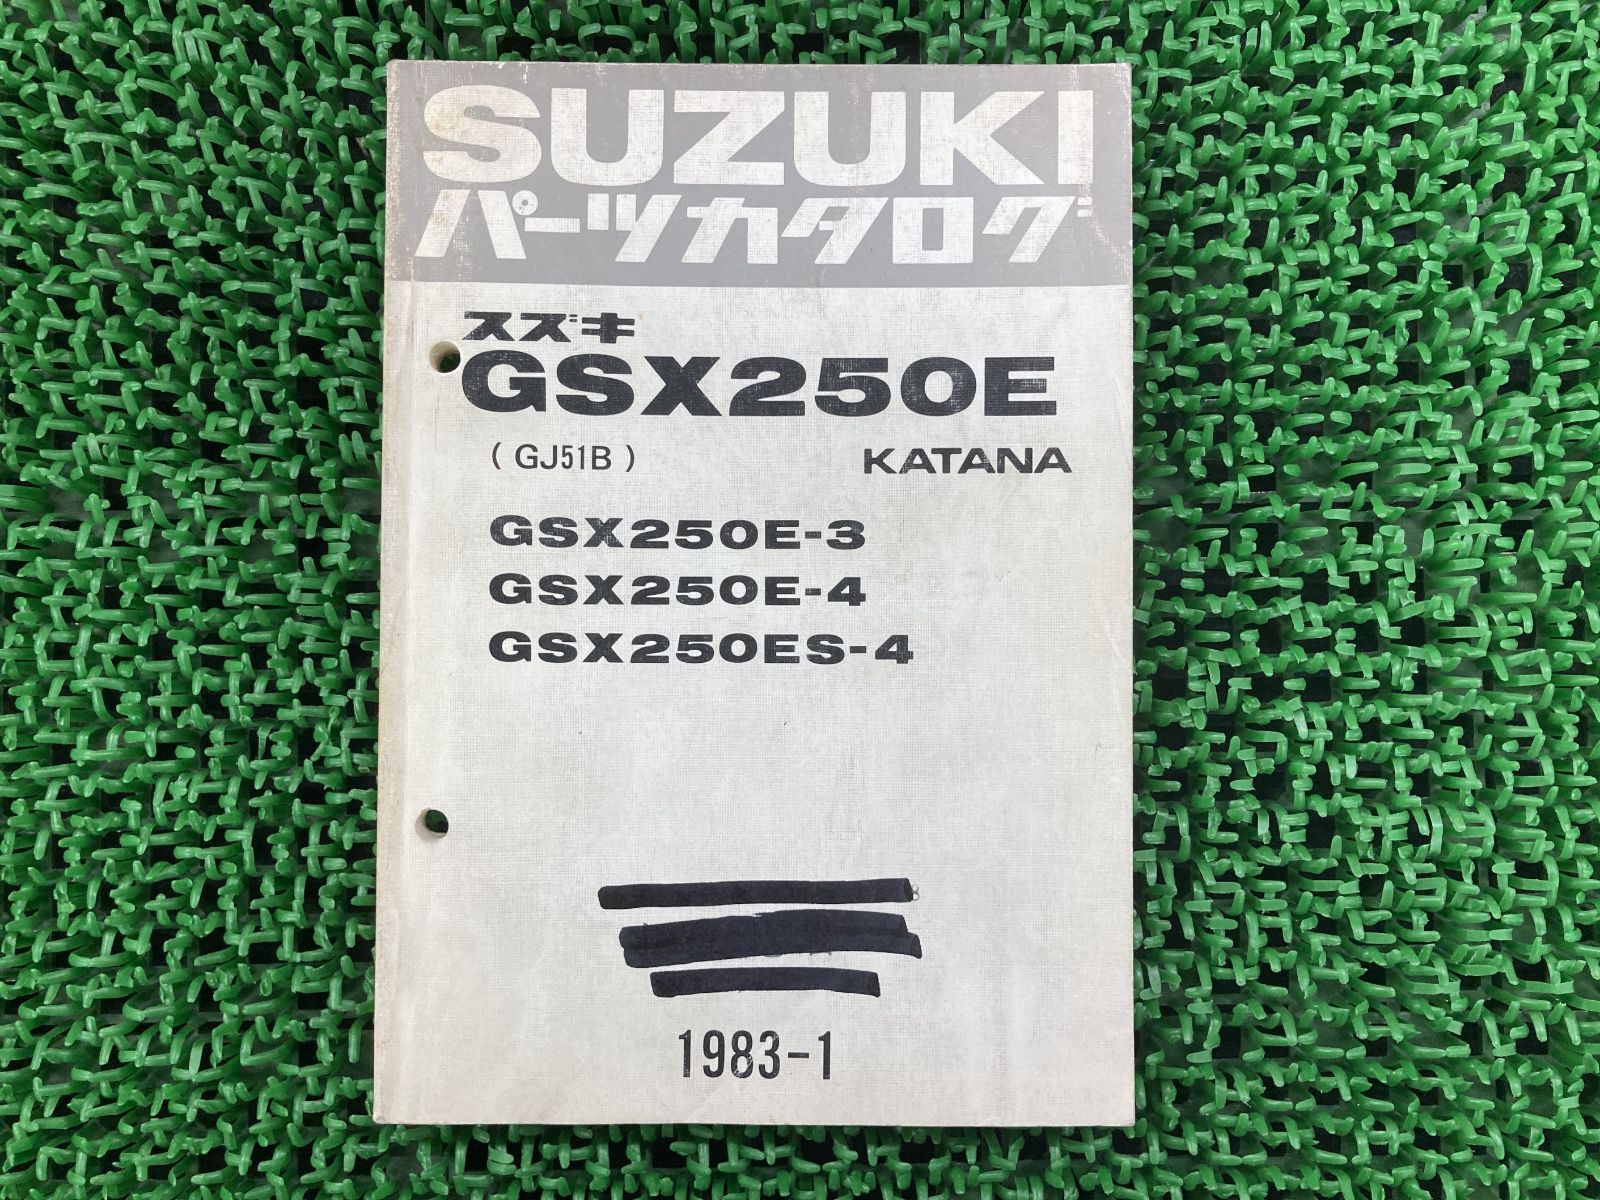 SUZUKI
パーツカタログ
スズキ
GSX250E
( GJ51B ) KATANA
GSX250E-3
GSX250E-4
GSX250ES-4
1983-1